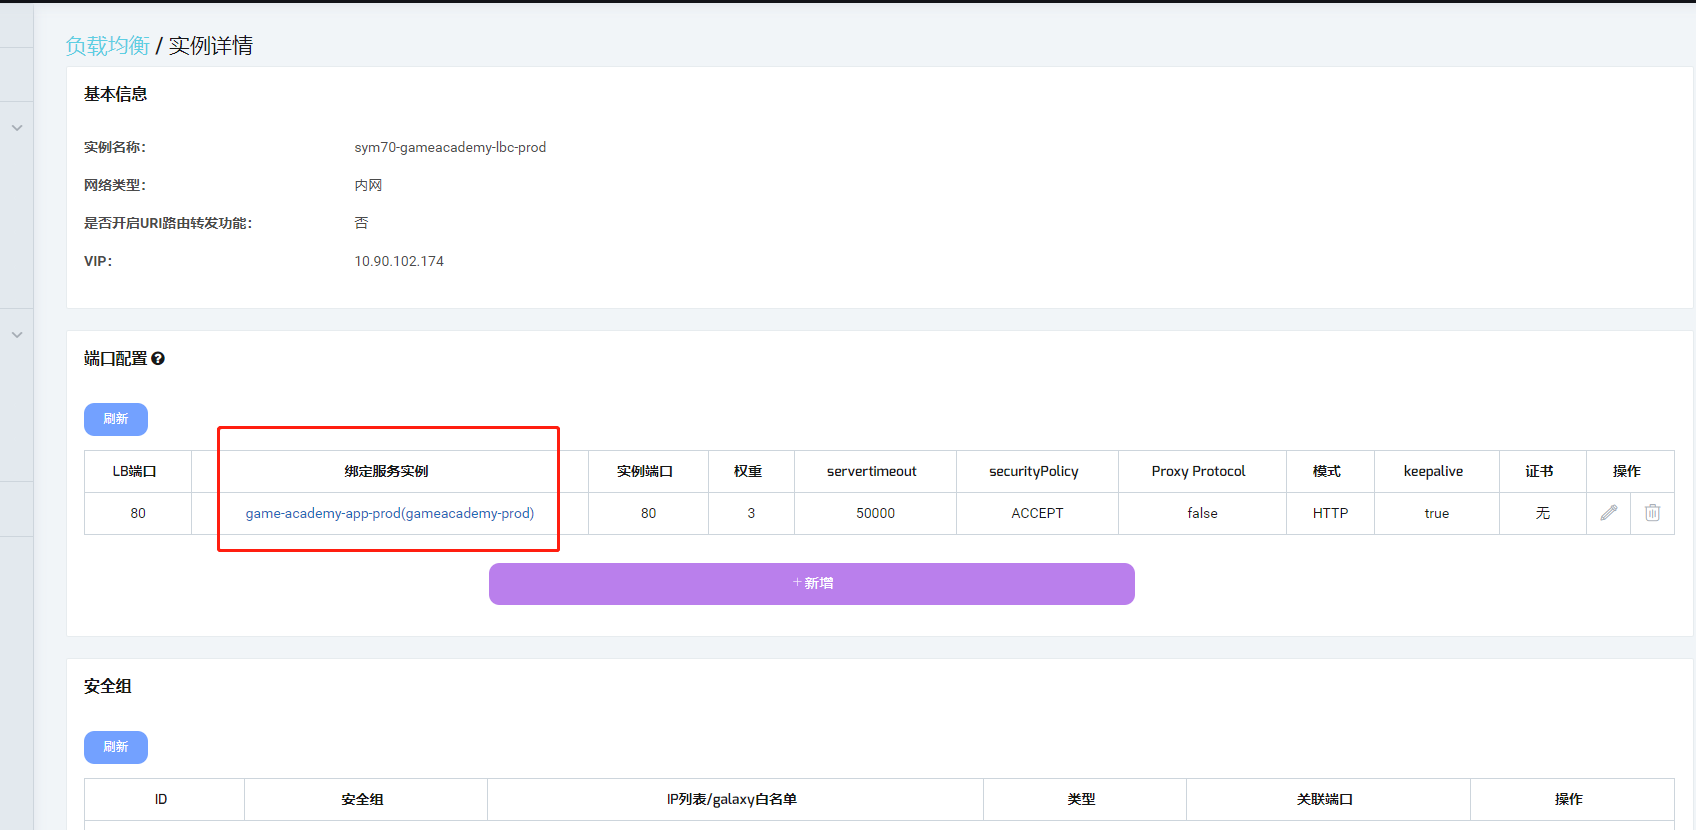 负载均衡 / 实例详情
基本信息
实例名称： sym70-gameacademy-lbc-prod
网络类型： 内网
是否开启URI路由转发功能： 否
VIP： 10.90.102.174
端口配置
刷新
LB端口 绑定服务实例 实例端口 权重 servertimeout securityPolicy Proxy Protocol 模式 keepalive 证书 操作
80 game-academy-app-prod(gameacademy-prod) 80 3 50000 ACCEPT false HTTP true 无
+ 新增
安全组
刷新
ID 安全组 IP列表/galaxy白名单 类型 关联端口 操作